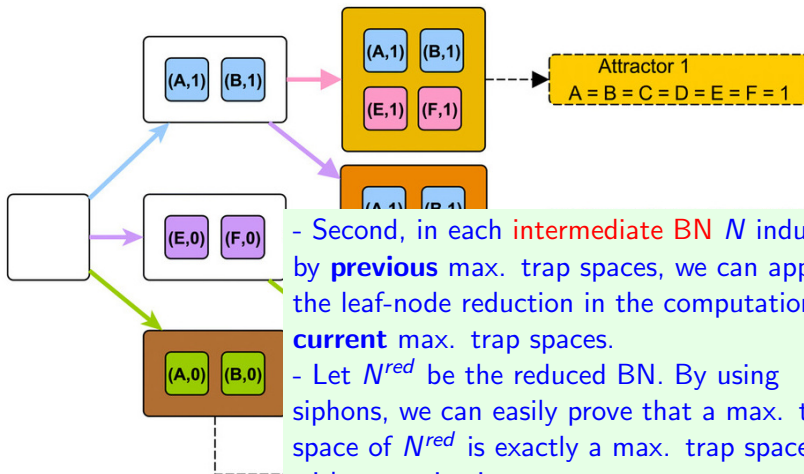 (A,1) (B,1)
(A,1) (B,1)
(E,1) (F,1)
Attractor 1
A = B = C = D = E = F = 1
(A,1) (B,1)
(E,0) (F,0)
(A,0) (B,0)
- Second, in each intermediate BN N indu
by previous max. trap spaces, we can app
the leaf-node reduction in the computation
current max. trap spaces.
- Let N^red be the reduced BN. By using
siphons, we can easily prove that a max. t
space of N^red is exactly a max. trap space